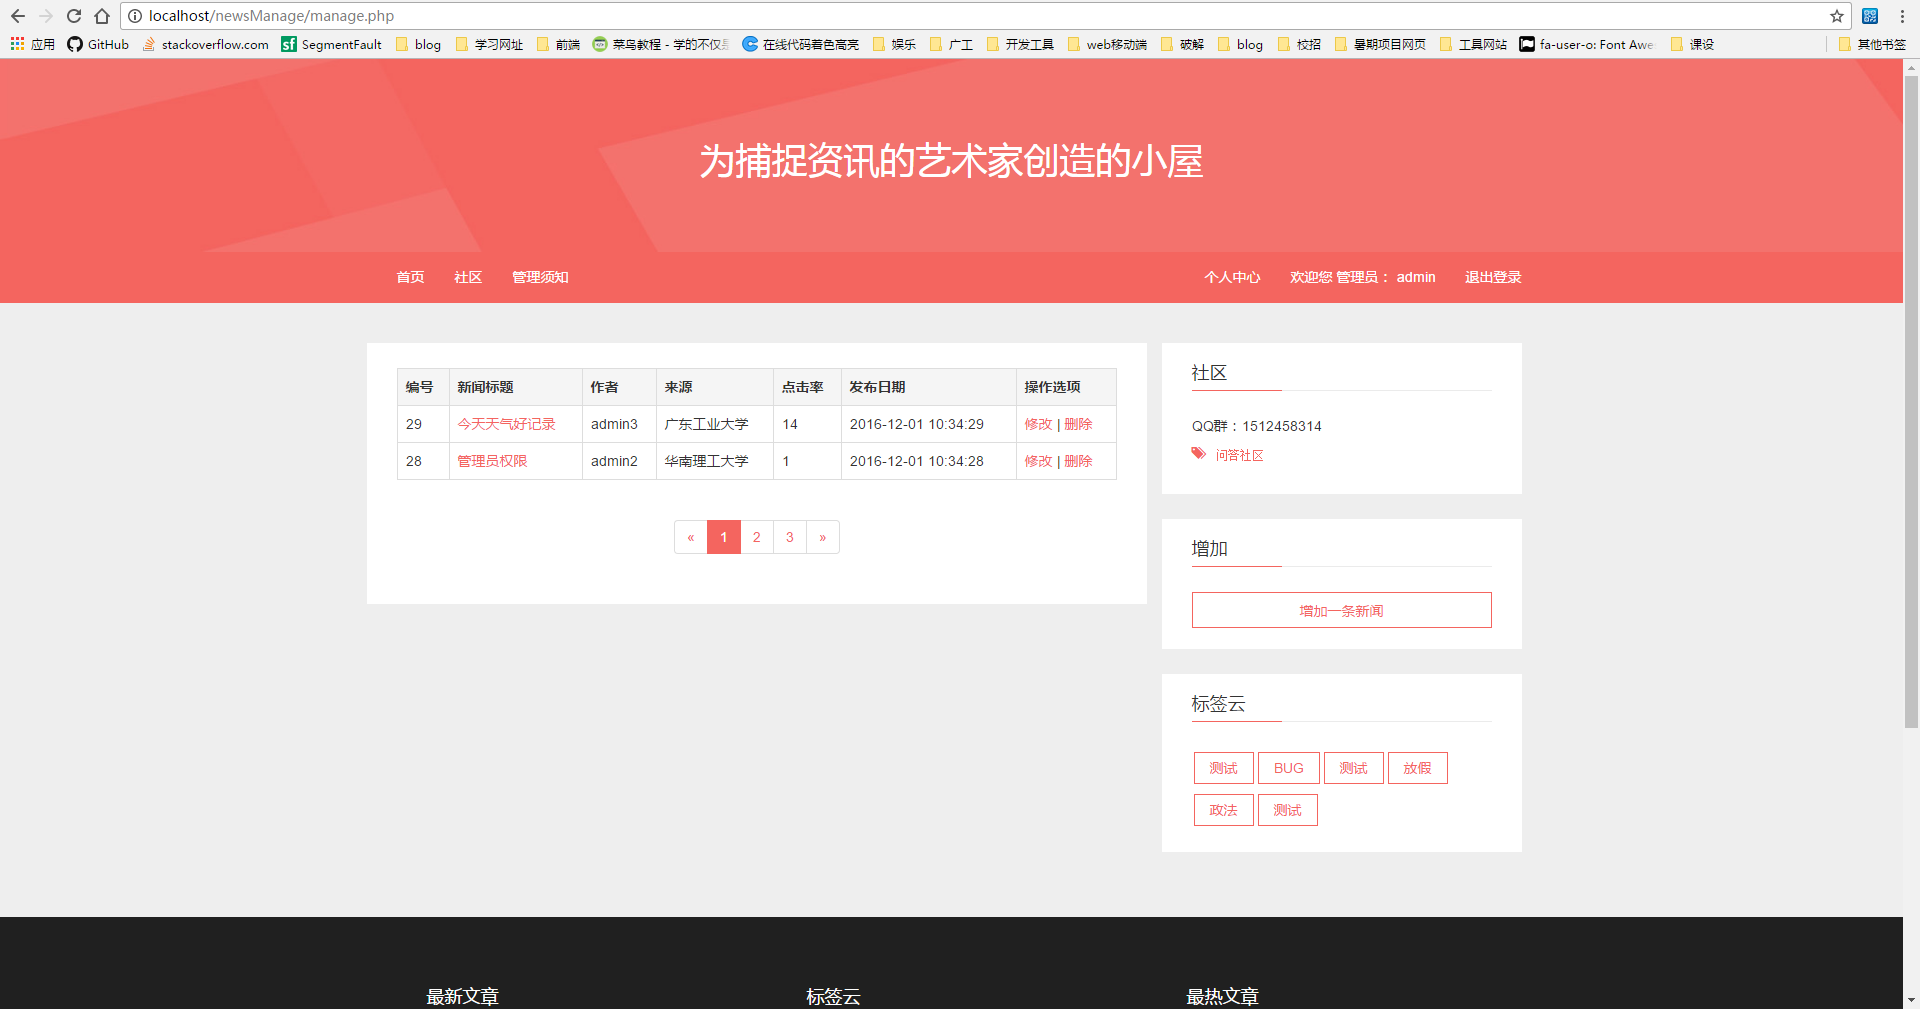 localhost/newsManage/manage.php
应用 GitHub stackoverflow.com SegmentFault blog 学习网址 前端 菜鸟教程 - 学的不仅 在线代码着色高亮 娱乐 广工 开发工具 web移动端 破解 blog 校招 暑期项目网页 工具网站 fa-user-o: Font Awe 课设 其他书签
为捕捉资讯的艺术家创造的小屋
首页 社区 管理须知 个人中心 欢迎您 管理员： admin 退出登录
编号 新闻标题 作者 来源 点击率 发布日期 操作选项
29 今天天气好记录 admin3 广东工业大学 14 2016-12-01 10:34:29 修改 | 删除
28 管理员权限 admin2 华南理工大学 1 2016-12-01 10:34:28 修改 | 删除
« 1 2 3 »
社区
QQ群：1512458314
问答社区
增加
增加一条新闻
标签云
测试 BUG 测试 放假
政法 测试
最新文章 标签云 最热文章